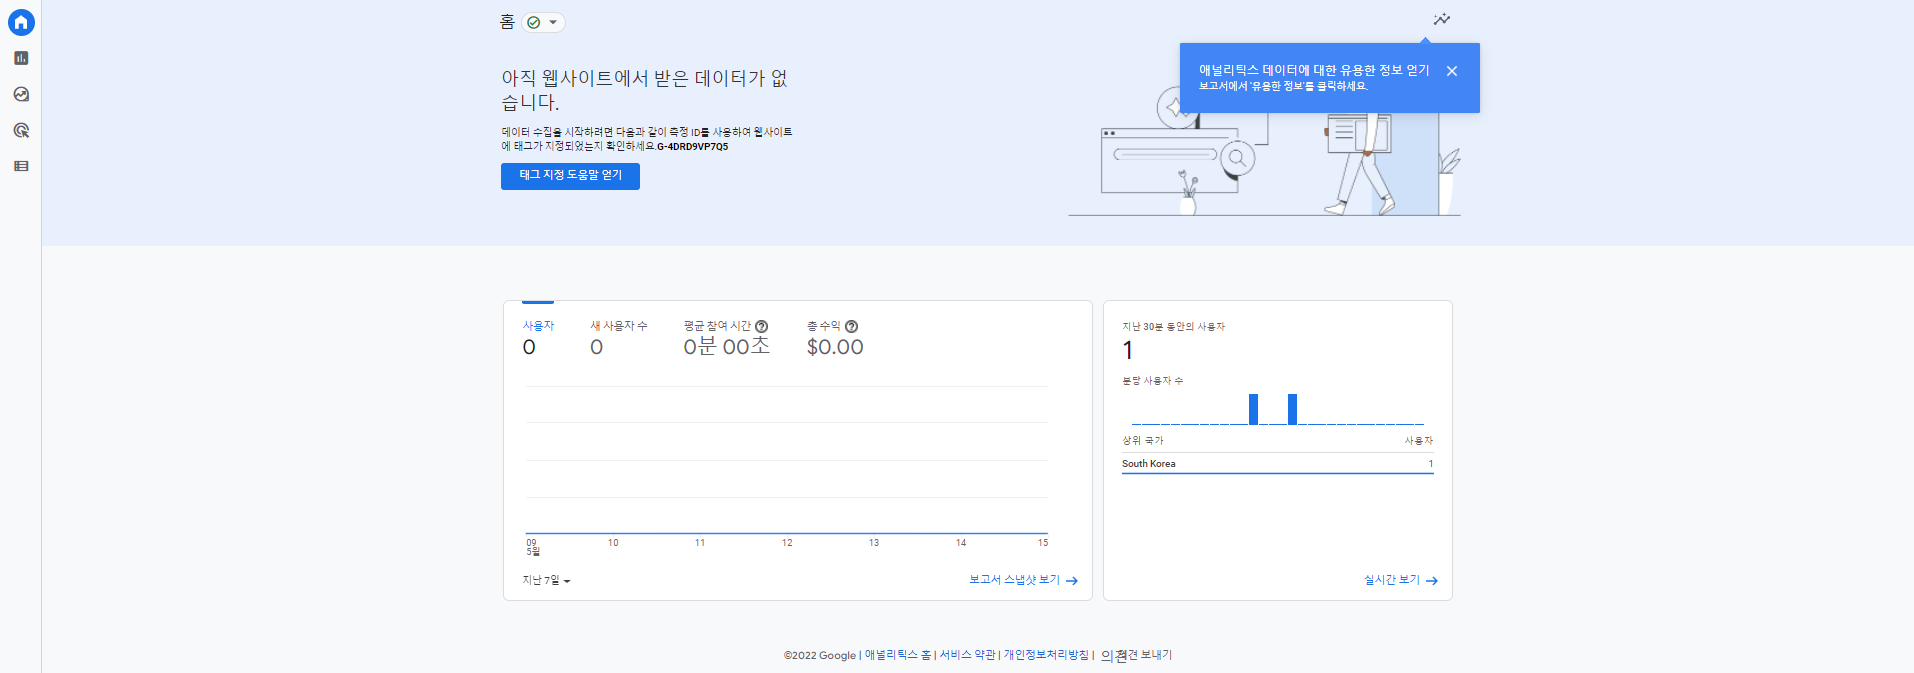 홈
애널리틱스 데이터에 대한 유용한 정보 얻기
보고서에서 '유용한 정보'를 클릭하세요.
아직 웹사이트에서 받은 데이터가 없
습니다.
데이터 수집을 시작하려면 다음과 같이 측정 ID를 사용하여 웹사이트
에 태그가 지정되었는지 확인하세요.G-4DRD9VP7Q5
태그 지정 도움말 얻기
사용자
0
새 사용자 수
0
평균 참여 시간
0분 00초
총 수익
$0.00
09 10 11 12 13 14 15
5월
지난 7일
보고서 스냅샷 보기
지난 30분 동안의 사용자
1
분당 사용자 수
상위 국가 사용자
South Korea 1
실시간 보기
©2022 Google | 애널리틱스 홈 | 서비스 약관 | 개인정보처리방침 | 의견 보내기